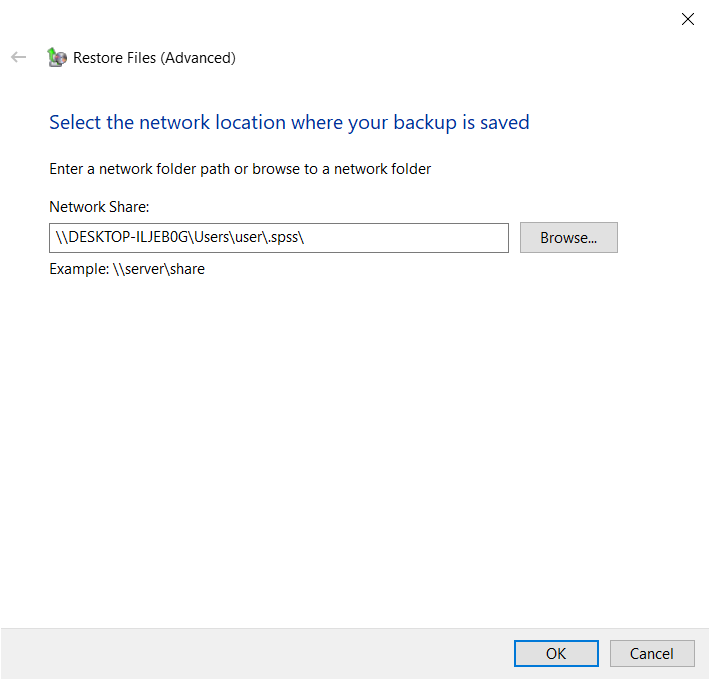 Restore Files (Advanced)
Select the network location where your backup is saved
Enter a network folder path or browse to a network folder
Network Share:
\\DESKTOP-ILJEB0G\Users\user\.spss\
Browse...
Example: \\server\share
OK
Cancel